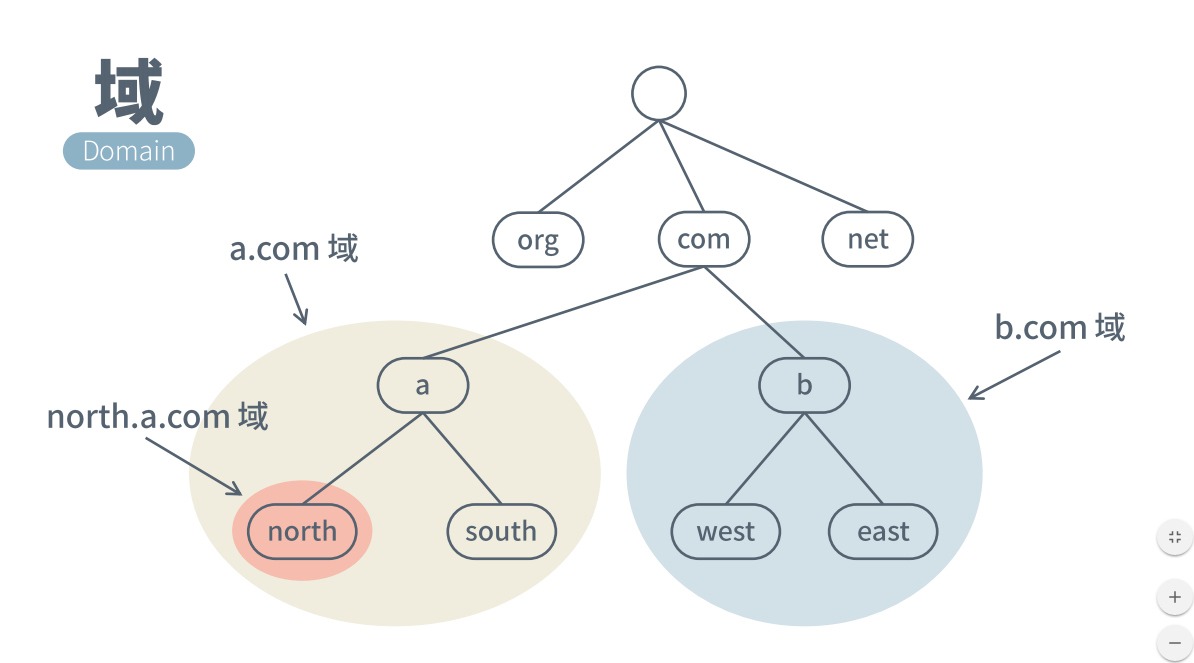 域
Domain
org
com
net
a.com 域
b.com 域
a
b
north.a.com 域
north
south
west
east